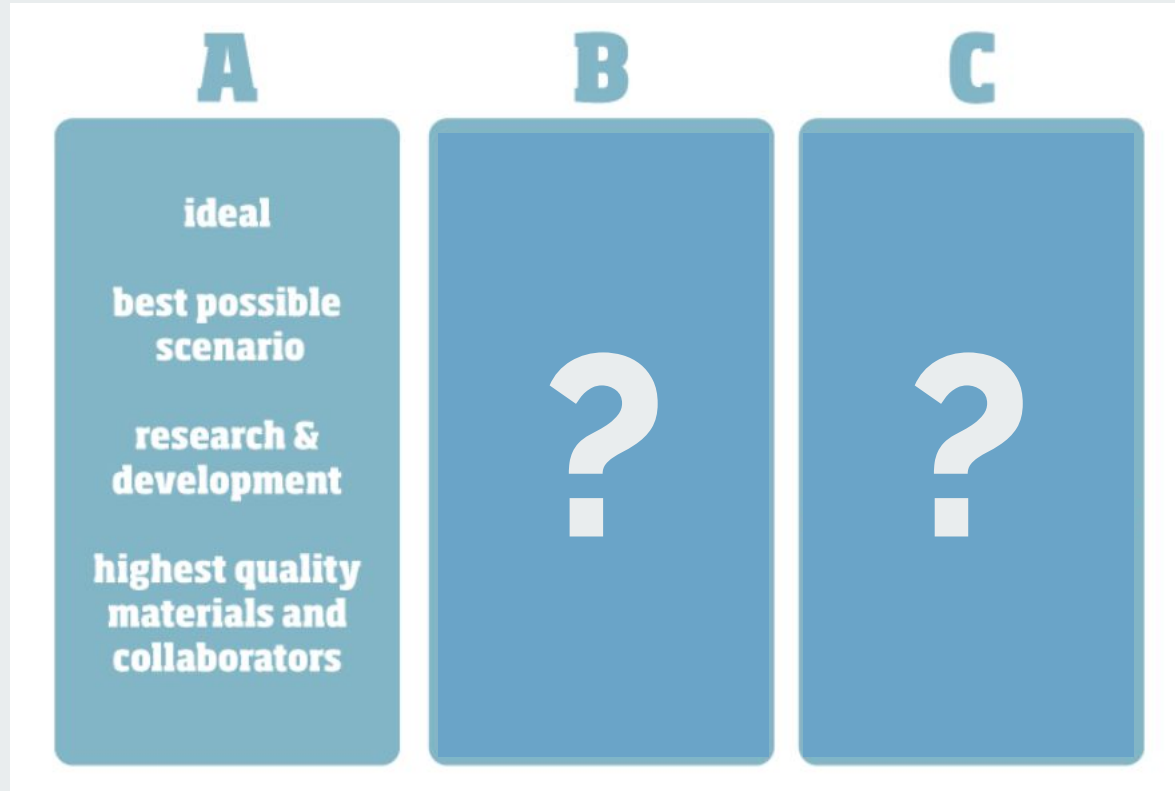 A
B
C
ideal
best possible
scenario
research &
development
highest quality
materials and
collaborators
?
?